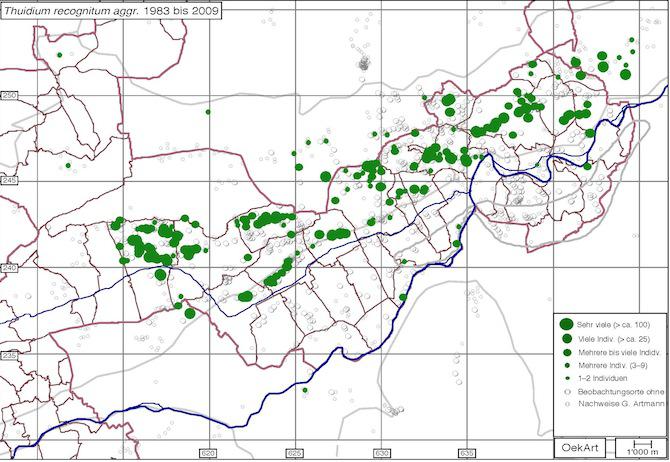 Thuidium recognitum aggr. 1983 bis 2009
250
245
240
235
620
625
630
635
Sehr viele (> ca. 100)
Viele Indiv. (> ca. 25)
Mehrere bis viele Individ.
Mehrere Indiv. (3–9)
1–2 Individuen
Beobachtungsorte ohne
Nachweise G. Artmann
OekArt
1'000 m